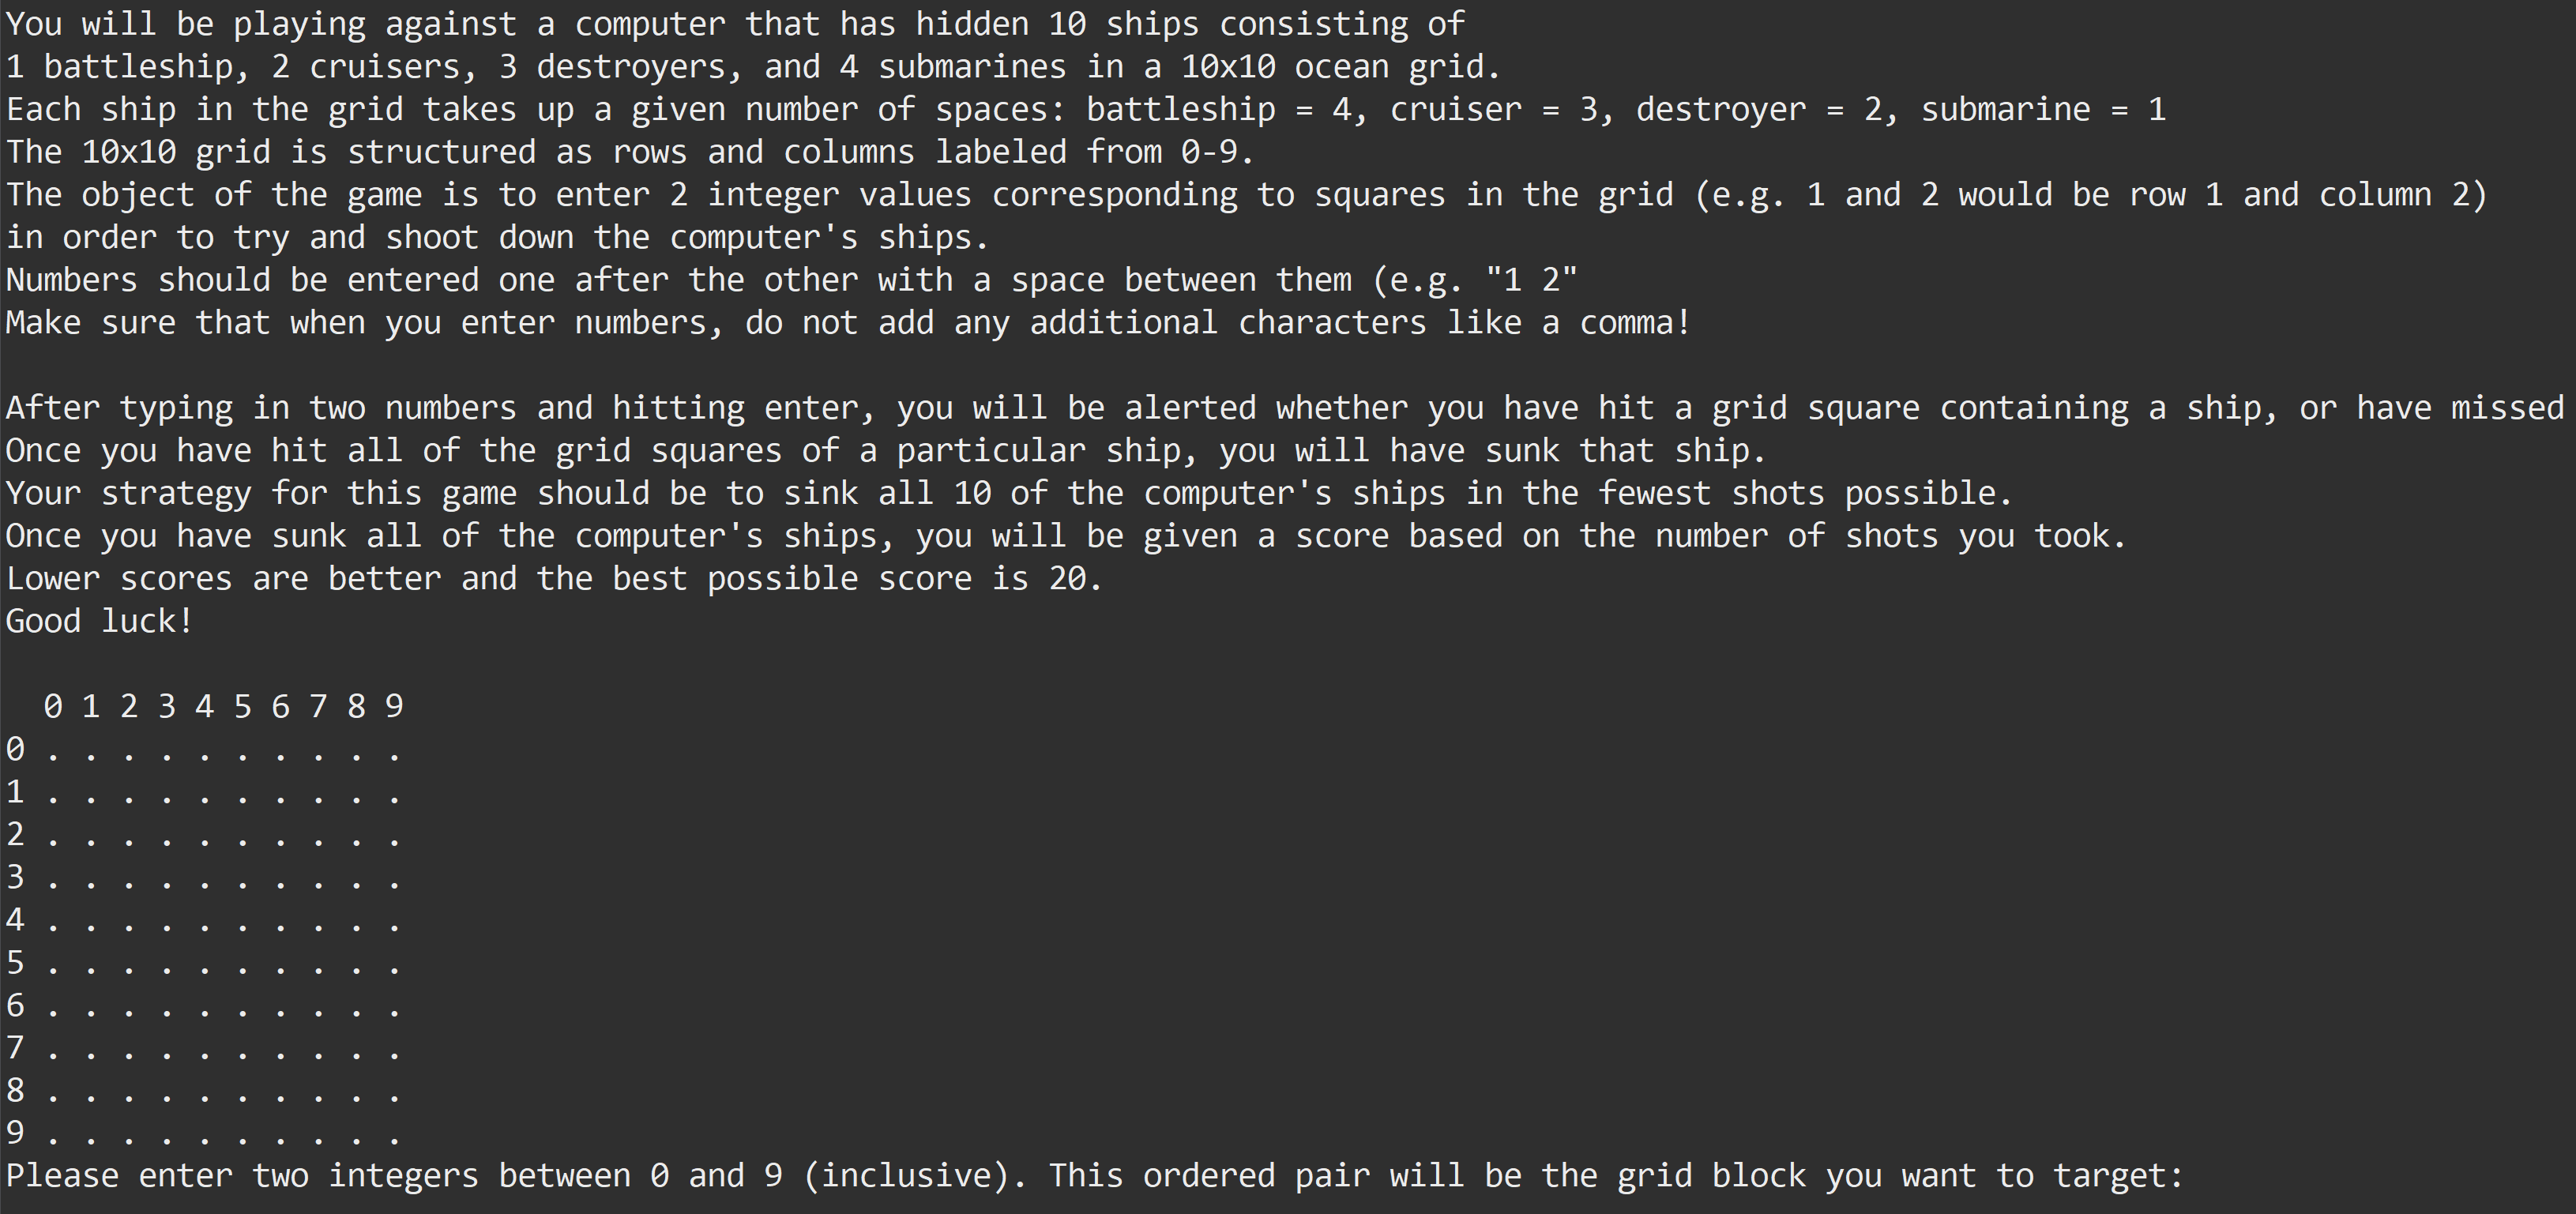 You will be playing against a computer that has hidden 10 ships consisting of
1 battleship, 2 cruisers, 3 destroyers, and 4 submarines in a 10x10 ocean grid.
Each ship in the grid takes up a given number of spaces: battleship = 4, cruiser = 3, destroyer = 2, submarine = 1
The 10x10 grid is structured as rows and columns labeled from 0-9.
The object of the game is to enter 2 integer values corresponding to squares in the grid (e.g. 1 and 2 would be row 1 and column 2)
in order to try and shoot down the computer's ships.
Numbers should be entered one after the other with a space between them (e.g. "1 2"
Make sure that when you enter numbers, do not add any additional characters like a comma!

After typing in two numbers and hitting enter, you will be alerted whether you have hit a grid square containing a ship, or have missed
Once you have hit all of the grid squares of a particular ship, you will have sunk that ship.
Your strategy for this game should be to sink all 10 of the computer's ships in the fewest shots possible.
Once you have sunk all of the computer's ships, you will be given a score based on the number of shots you took.
Lower scores are better and the best possible score is 20.
Good luck!

  0 1 2 3 4 5 6 7 8 9
0 . . . . . . . . . .
1 . . . . . . . . . .
2 . . . . . . . . . .
3 . . . . . . . . . .
4 . . . . . . . . . .
5 . . . . . . . . . .
6 . . . . . . . . . .
7 . . . . . . . . . .
8 . . . . . . . . . .
9 . . . . . . . . . .
Please enter two integers between 0 and 9 (inclusive). This ordered pair will be the grid block you want to target: